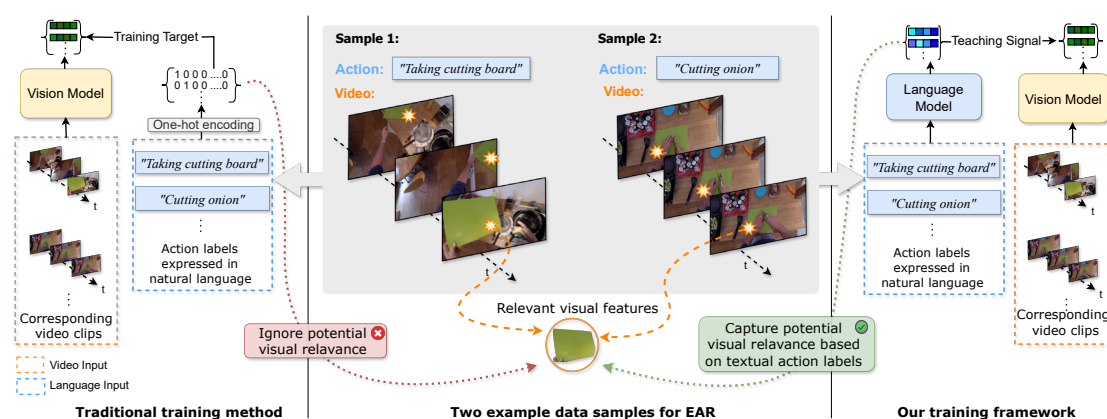 Training Target
Vision Model
1 0 0 0 ....0
0 1 0 0 ....0
One-hot encoding
"Taking cutting board"
"Cutting onion"
Action labels
expressed in
natural language
t
t
Corresponding
video clips
Video Input
Language Input
Traditional training method
Ignore potential
visual relavance
Sample 1:
Action:
"Taking cutting board"
Video:
t
Sample 2:
Action:
"Cutting onion"
Video:
t
Relevant visual features
Two example data samples for EAR
Capture potential
visual relavance based
on textual action labels
Teaching Signal
Language
Model
Vision Model
"Taking cutting board"
"Cutting onion"
Action labels
expressed in
natural language
t
t
Corresponding
video clips
Our training framework